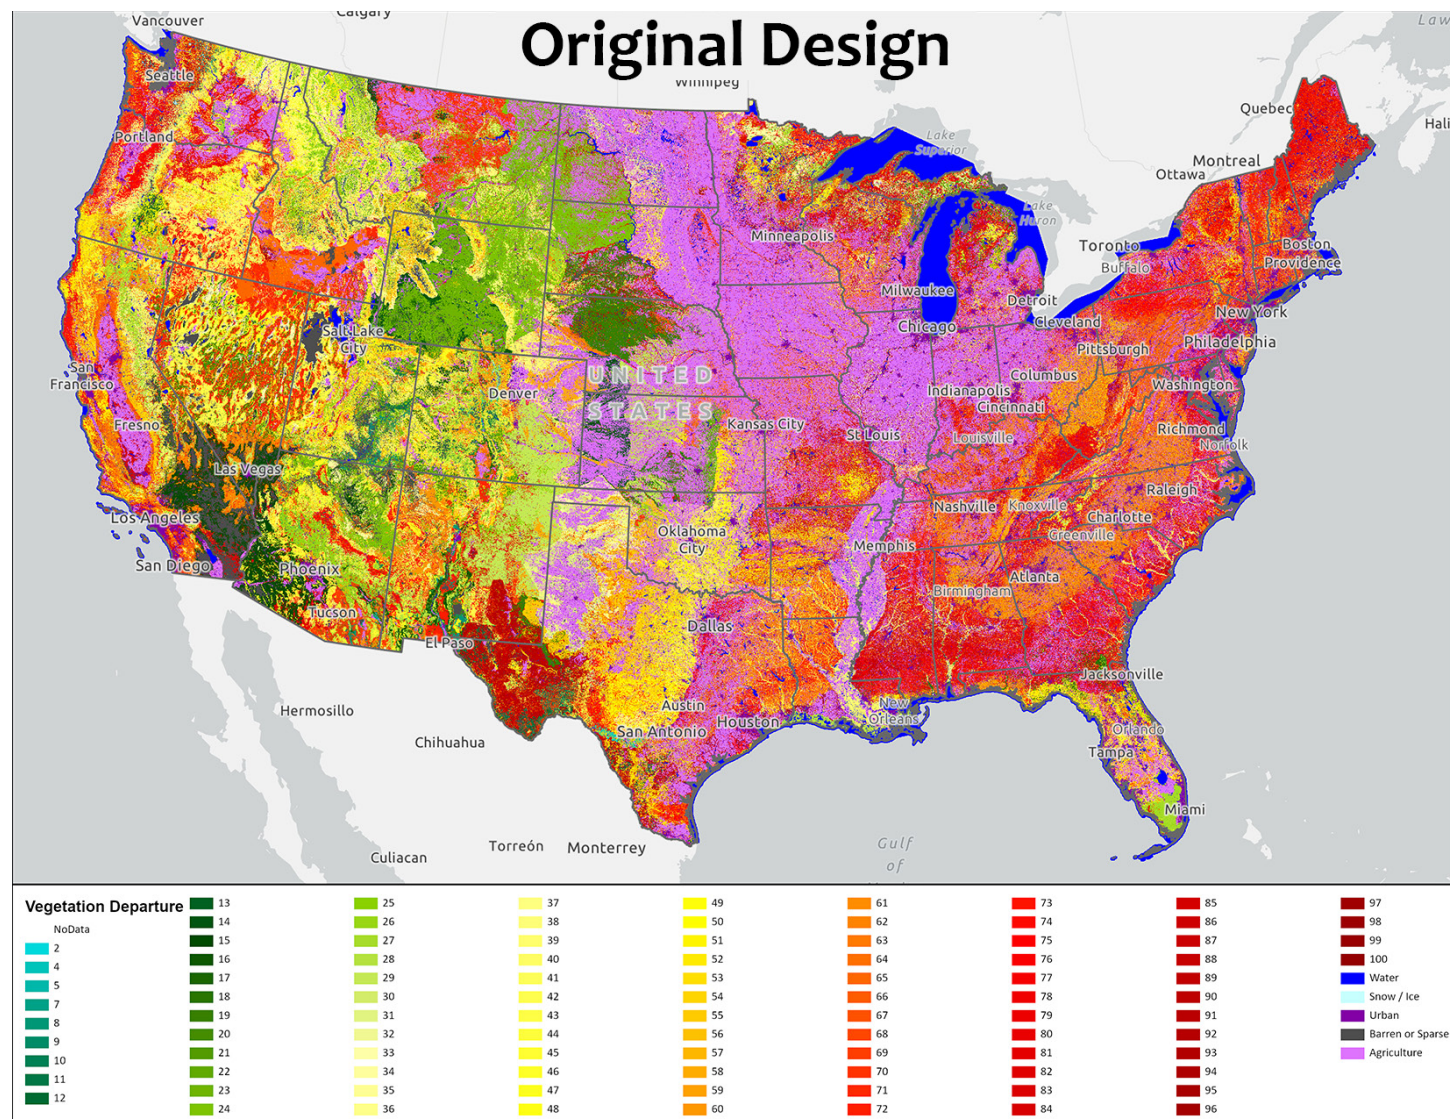 Original Design
Calgary
Vancouver
Law
Seattle
Winnipeg
Quebec
Hali
Portland
Lake
Superior
Montreal
Ottawa
Lake
Huron
Minneapolis
Toronto
Boston
Buffalo
Providence
Milwaukee
Detroit
New York
Salt Lake
City
Chicago
Cleveland
Philadelphia
Pittsburgh
San
Francisco
UNITED
STATES
Denver
Columbus
Washington
Indianapolis
Cincinnati
Fresno
Kansas City
St Louis
Louisville
Richmond
Norfolk
Las Vegas
Raleigh
Nashville
Knoxville
Los Angeles
Charlotte
Oklahoma
City
Greenville
Memphis
San Diego
Phoenix
Atlanta
Birmingham
Tucson
Dallas
El Paso
Jacksonville
Hermosillo
Austin
New
Orleans
Houston
San Antonio
Orlando
Chihuahua
Tampa
Miami
Torreón
Monterrey
Gulf
of
Culiacan
Vegetation Departure
NoData
2
4
5
7
8
9
10
11
12
13
14
15
16
17
18
19
20
21
22
23
24
25
26
27
28
29
30
31
32
33
34
35
36
37
38
39
40
41
42
43
44
45
46
47
48
49
50
51
52
53
54
55
56
57
58
59
60
61
62
63
64
65
66
67
68
69
70
71
72
73
74
75
76
77
78
79
80
81
82
83
84
85
86
87
88
89
90
91
92
93
94
95
96
97
98
99
100
Water
Snow / Ice
Urban
Barren or Sparse
Agriculture